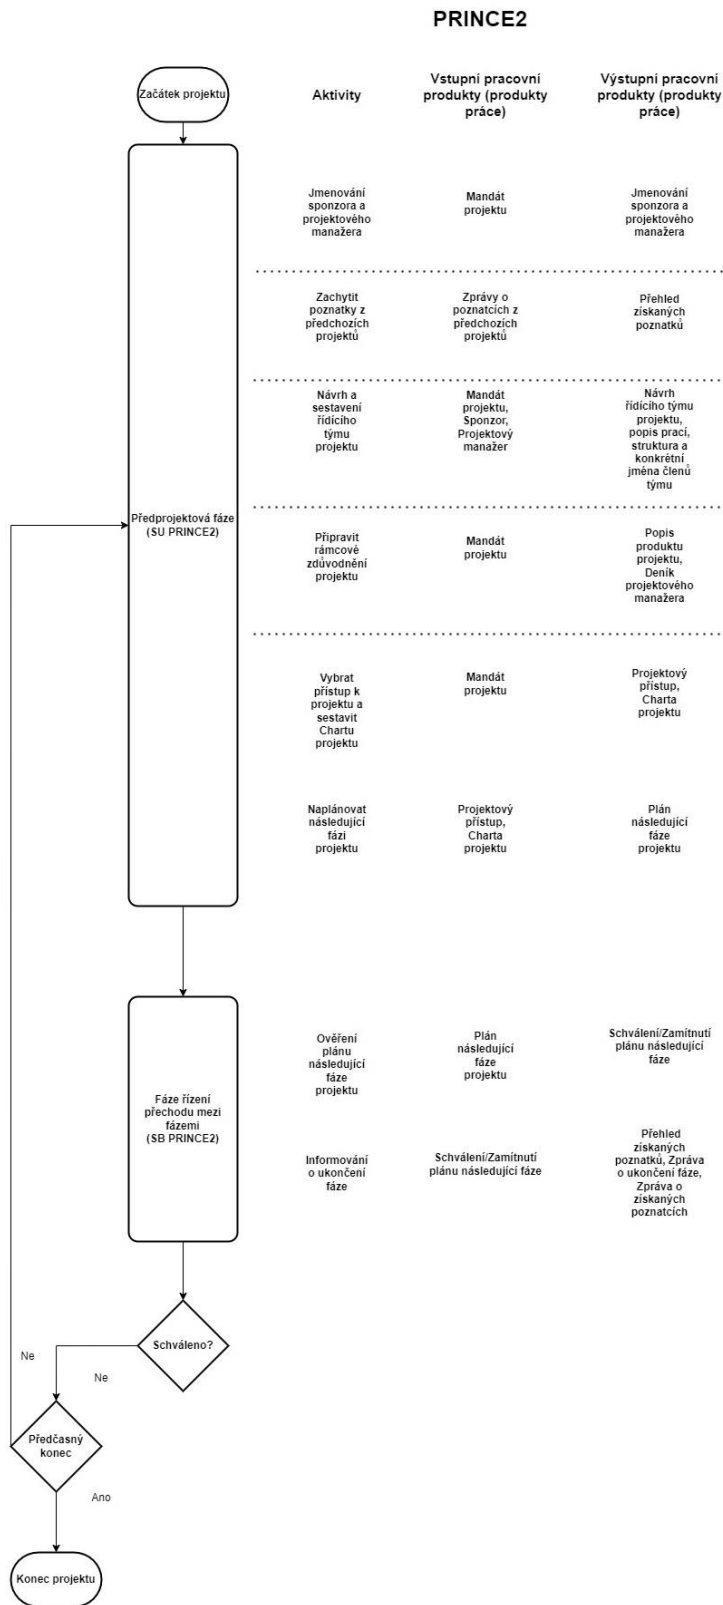 PRINCE2
Začátek projektu
Aktivity
Vstupní pracovní
produkty (produkty
práce)
Výstupní pracovní
produkty (produkty
práce)
Jmenování
sponzora a
projektového
manažera
Mandát
projektu
Jmenování
sponzora a
projektového
manažera
Zachytit
poznatky z
předchozích
projektů
Zprávy o
poznatcích z
předchozích
projektů
Přehled
získaných
poznatků
Návrh a
sestavení
řídícího
týmu
projektu
Mandát
projektu,
Sponzor,
Projektový
manažer
Návrh
řídícího týmu
projektu,
popis prací,
struktura a
konkrétní
jména členů
týmu
Předprojektová fáze
(SU PRINCE2)
Připravit
rámcové
zdůvodnění
projektu
Mandát
projektu
Popis
produktu
projektu,
Deník
projektového
manažera
Vybrat
přístup k
projektu a
sestavit
Chartu
projektu
Mandát
projektu
Projektový
přístup,
Charta
projektu
Naplánovat
následující
fázi
projektu
Projektový
přístup,
Charta
projektu
Plán
následující
fáze
projektu
Fáze řízení
přechodu mezi
fázemi
(SB PRINCE2)
Ověření
plánu
následující
fáze
projektu
Plán
následující
fáze
projektu
Schválení/Zamítnutí
plánu následující
fáze
Informování
o ukončení
fáze
Schválení/Zamítnutí
plánu následující fáze
Přehled
získaných
poznatků, Zpráva
o ukončení fáze,
Zpráva o
získaných
poznatcích
Schváleno?
Ne
Ne
Předčasný
konec
Ano
Konec projektu